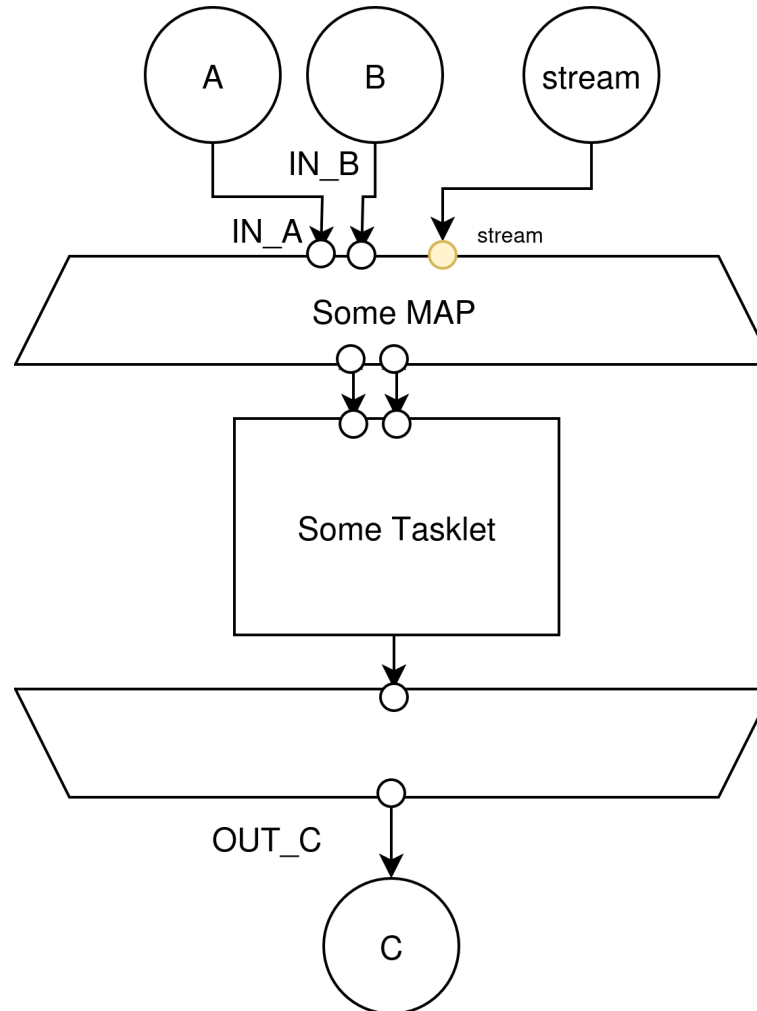 A
B
stream
IN_B
IN_A
stream
Some MAP
Some Tasklet
OUT_C
C